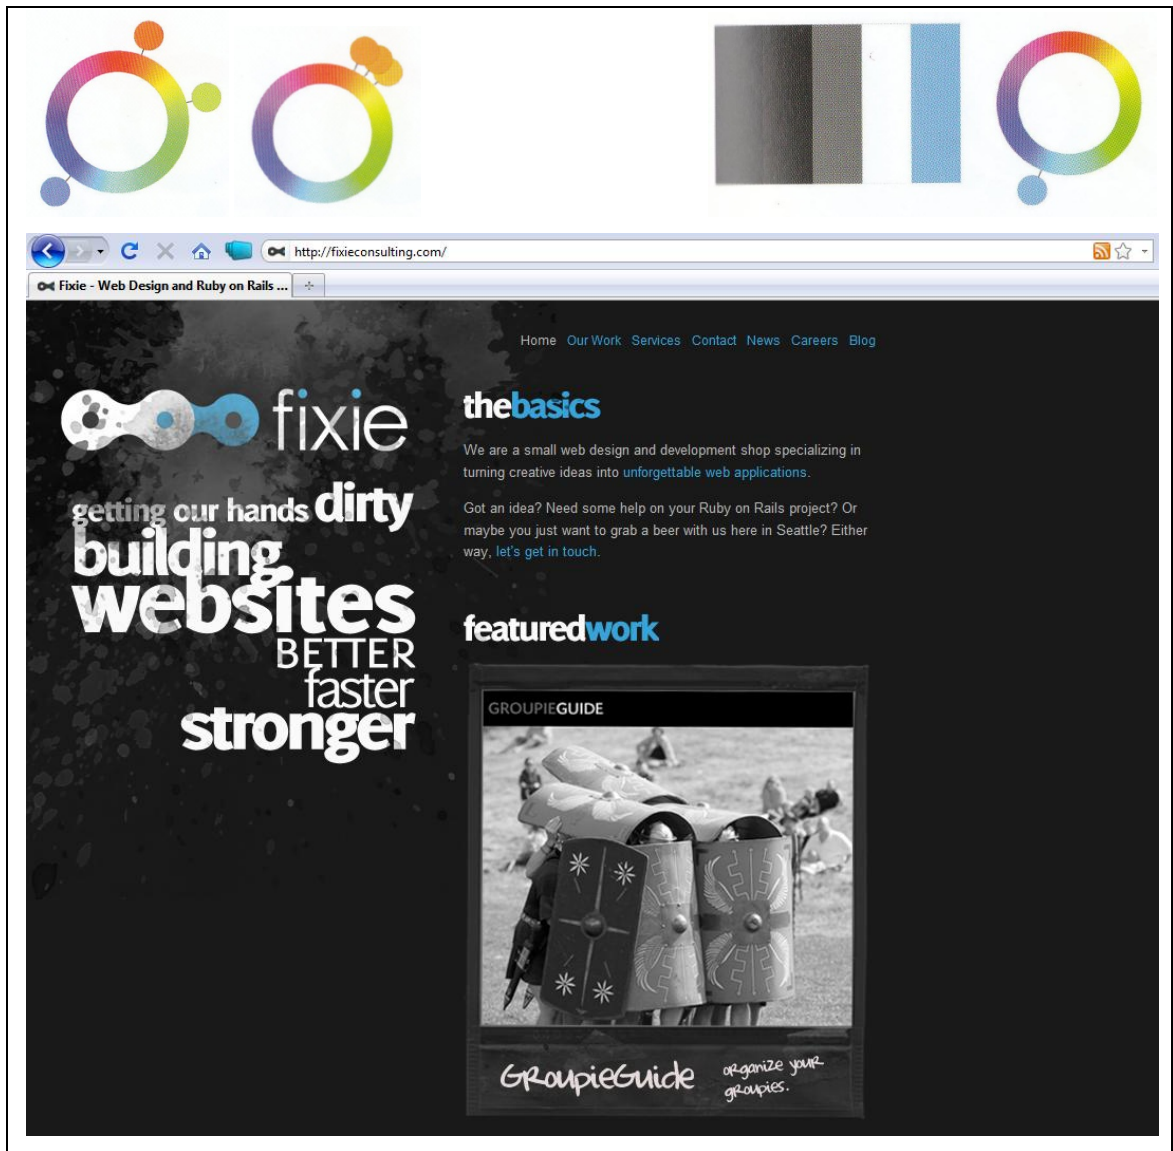 http://fixieconsulting.com/
Fixie - Web Design and Ruby on Rails ...
Home Our Work Services Contact News Careers Blog
fixie
getting our hands dirty
building
websites
BETTER
faster
stronger
thebasics
We are a small web design and development shop specializing in
turning creative ideas into unforgettable web applications.
Got an idea? Need some help on your Ruby on Rails project? Or
maybe you just want to grab a beer with us here in Seattle? Either
way, let's get in touch.
featuredwork
GROUPIEGUIDE
GROUPIEGUIDE
ORGANIZE YOUR
GROUPIES.